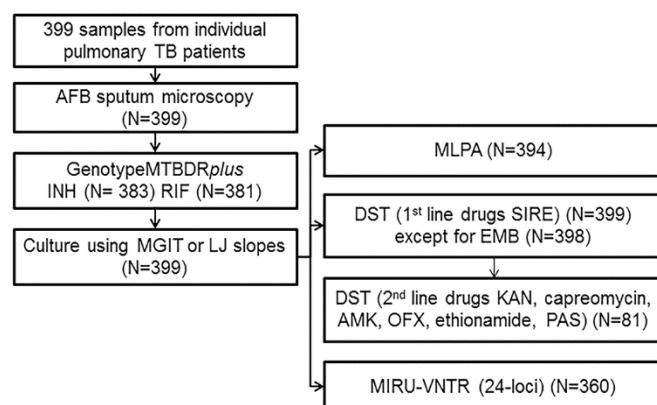 399 samples from individual
pulmonary TB patients
AFB sputum microscopy
(N=399)
GenotypeMTBDRplus
INH (N= 383) RIF (N=381)
Culture using MGIT or LJ slopes
(N=399)
MLPA (N=394)
DST (1st line drugs SIRE) (N=399)
except for EMB (N=398)
DST (2nd line drugs KAN, capreomycin,
AMK, OFX, ethionamide, PAS) (N=81)
MIRU-VNTR (24-loci) (N=360)